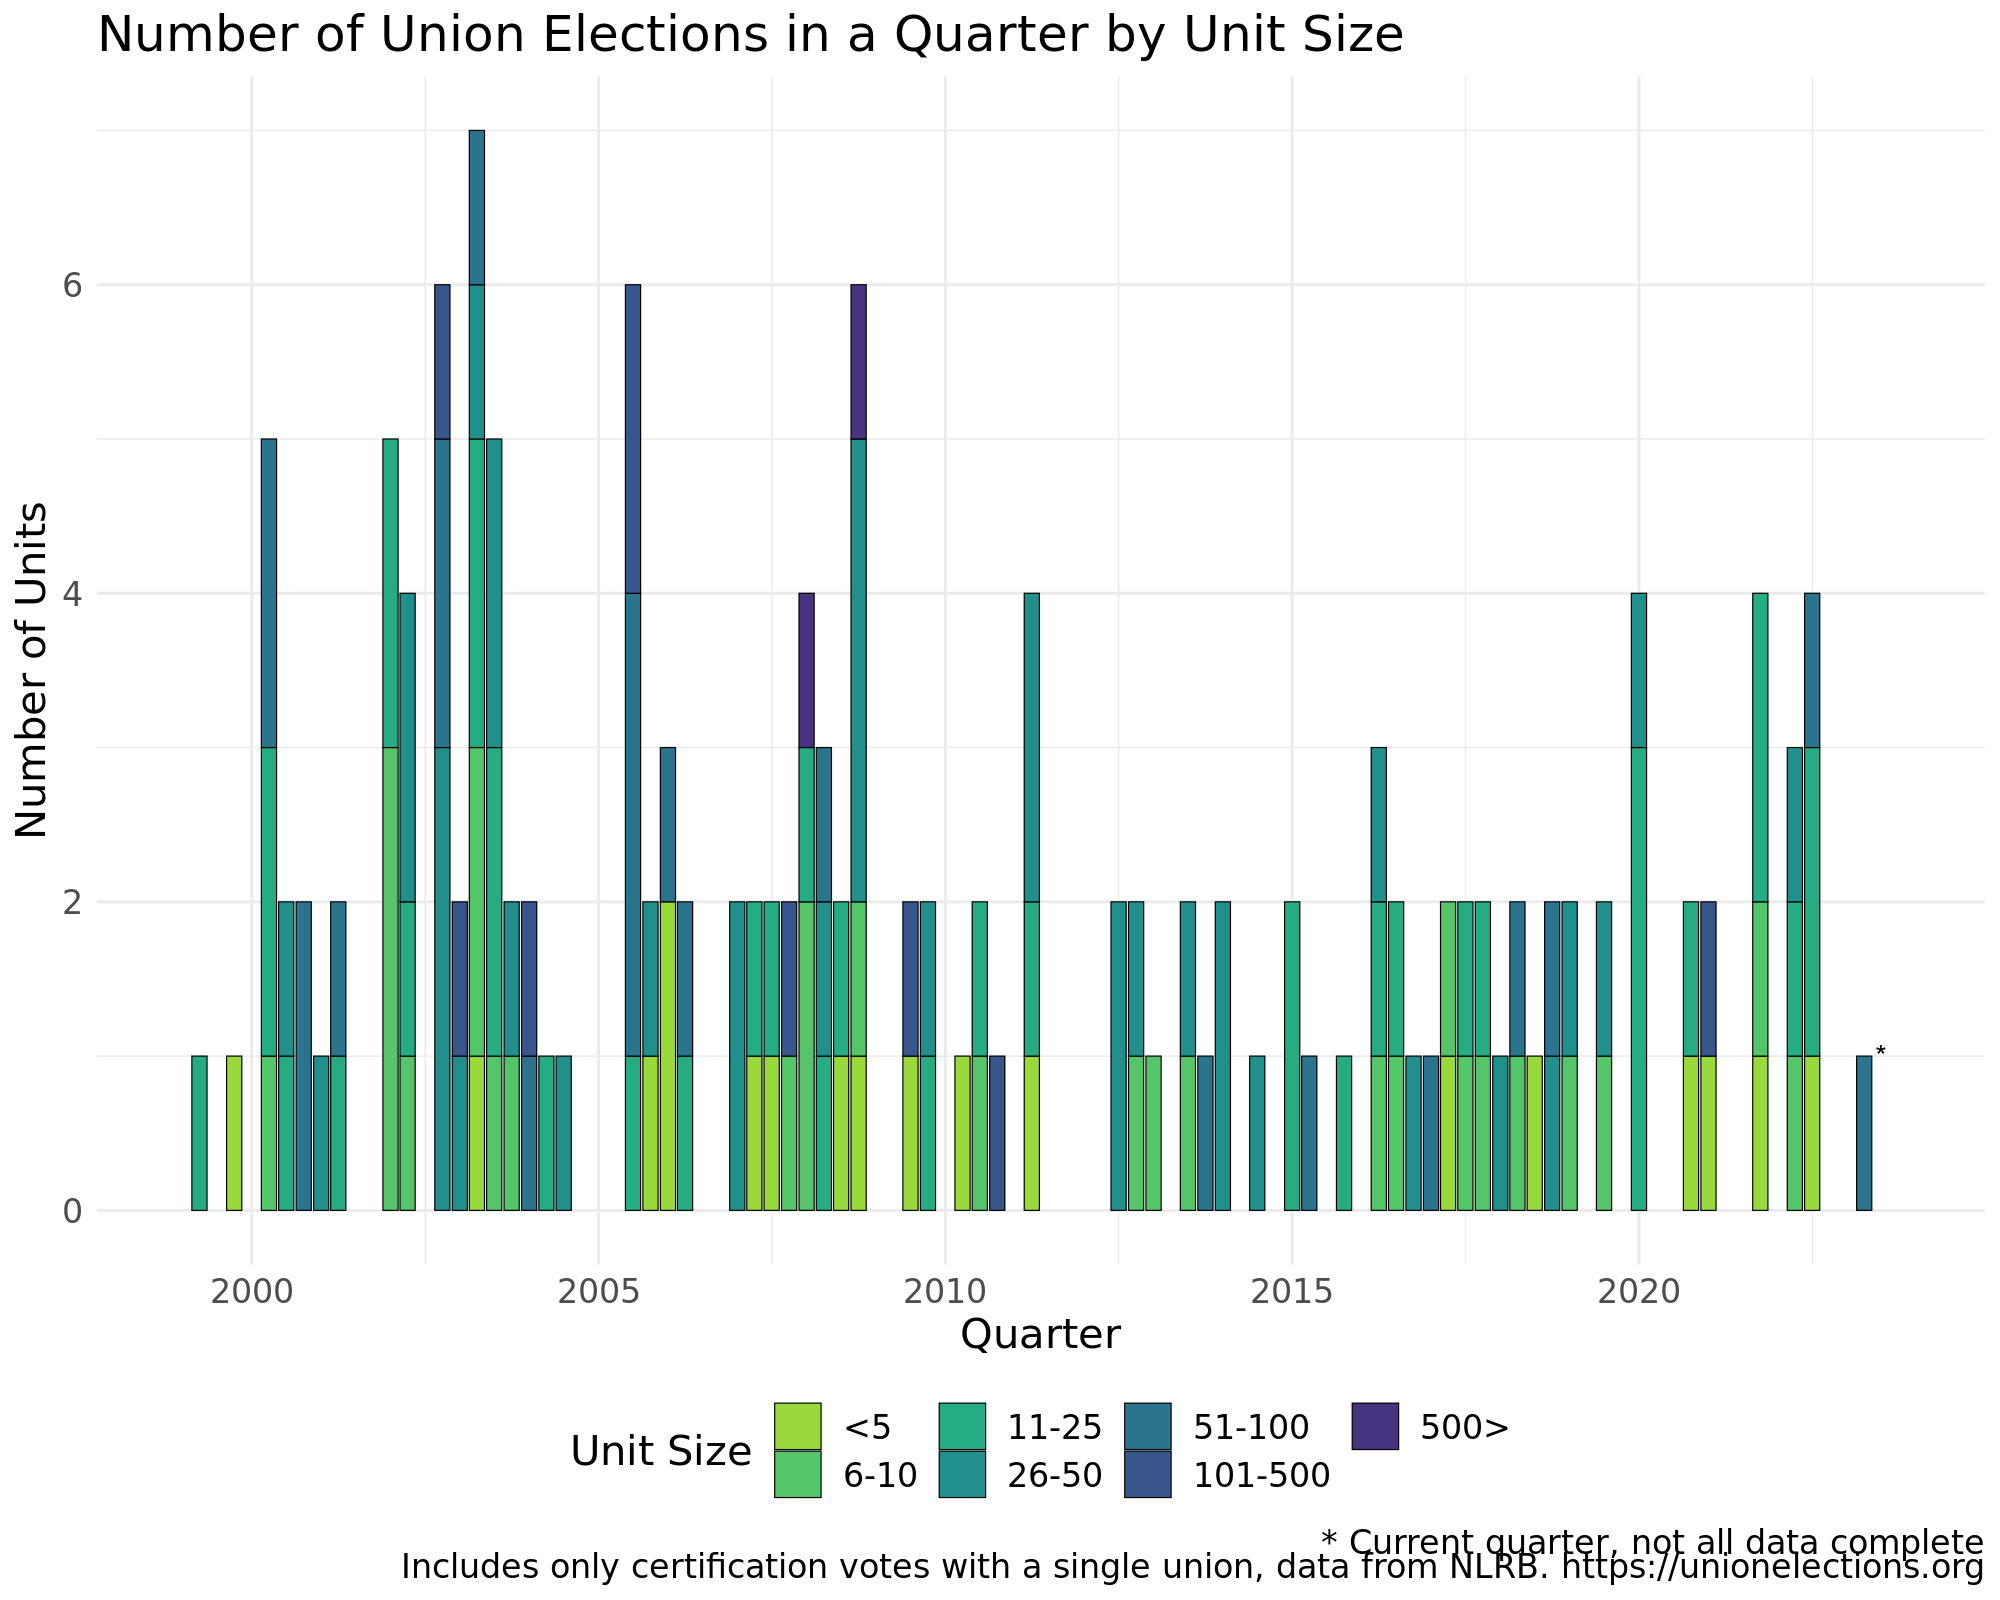 Number of Union Elections in a Quarter by Unit Size
Number of Units
6
4
2
0
*
2000 2005 2010 2015 2020
Quarter
Unit Size
<5 11-25 51-100 500>
6-10 26-50 101-500
* Current quarter, not all data complete
Includes only certification votes with a single union, data from NLRB. https://unionelections.org